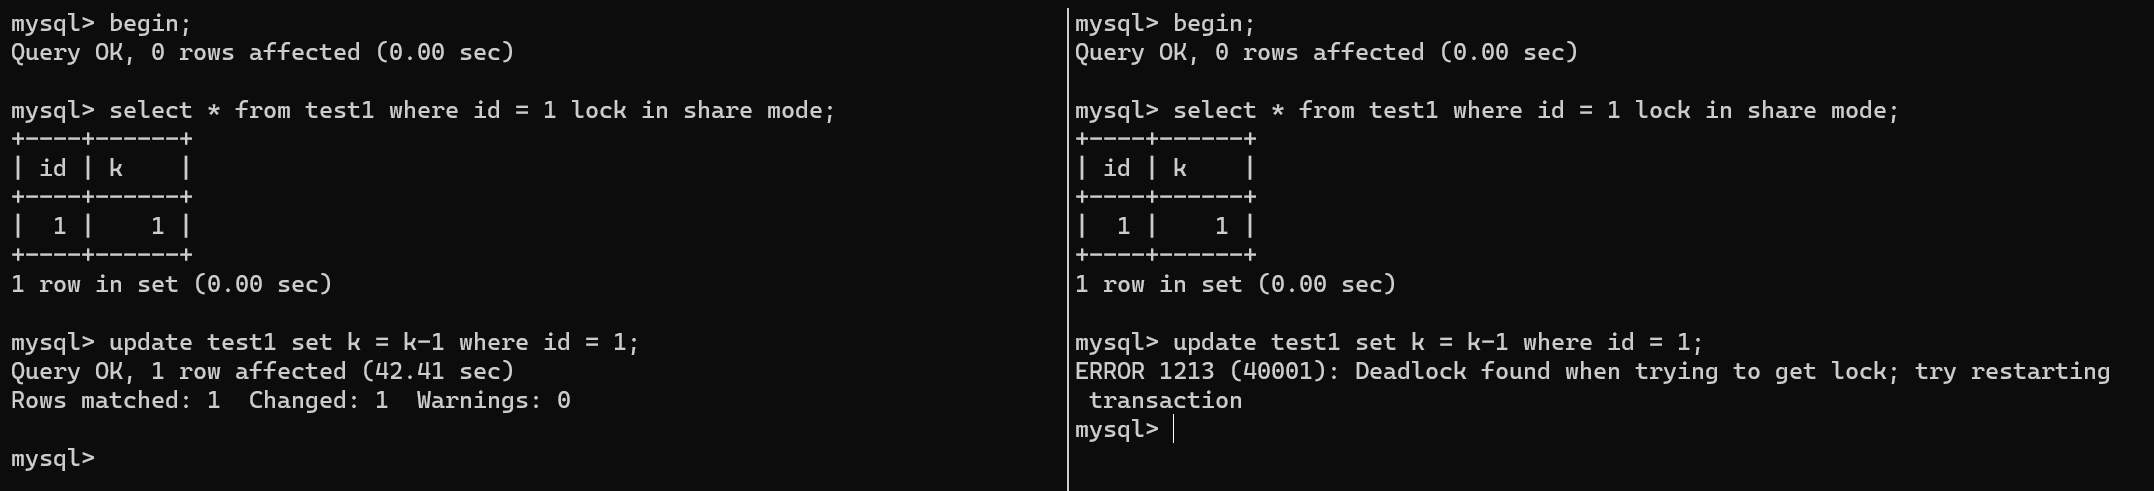 mysql> begin;
Query OK, 0 rows affected (0.00 sec)

mysql> select * from test1 where id = 1 lock in share mode;
+----+------+
| id | k    |
+----+------+
|  1 |    1 |
+----+------+
1 row in set (0.00 sec)

mysql> update test1 set k = k-1 where id = 1;
Query OK, 1 row affected (42.41 sec)
Rows matched: 1  Changed: 1  Warnings: 0

mysql>
mysql> begin;
Query OK, 0 rows affected (0.00 sec)

mysql> select * from test1 where id = 1 lock in share mode;
+----+------+
| id | k    |
+----+------+
|  1 |    1 |
+----+------+
1 row in set (0.00 sec)

mysql> update test1 set k = k-1 where id = 1;
ERROR 1213 (40001): Deadlock found when trying to get lock; try restarting
 transaction
mysql>